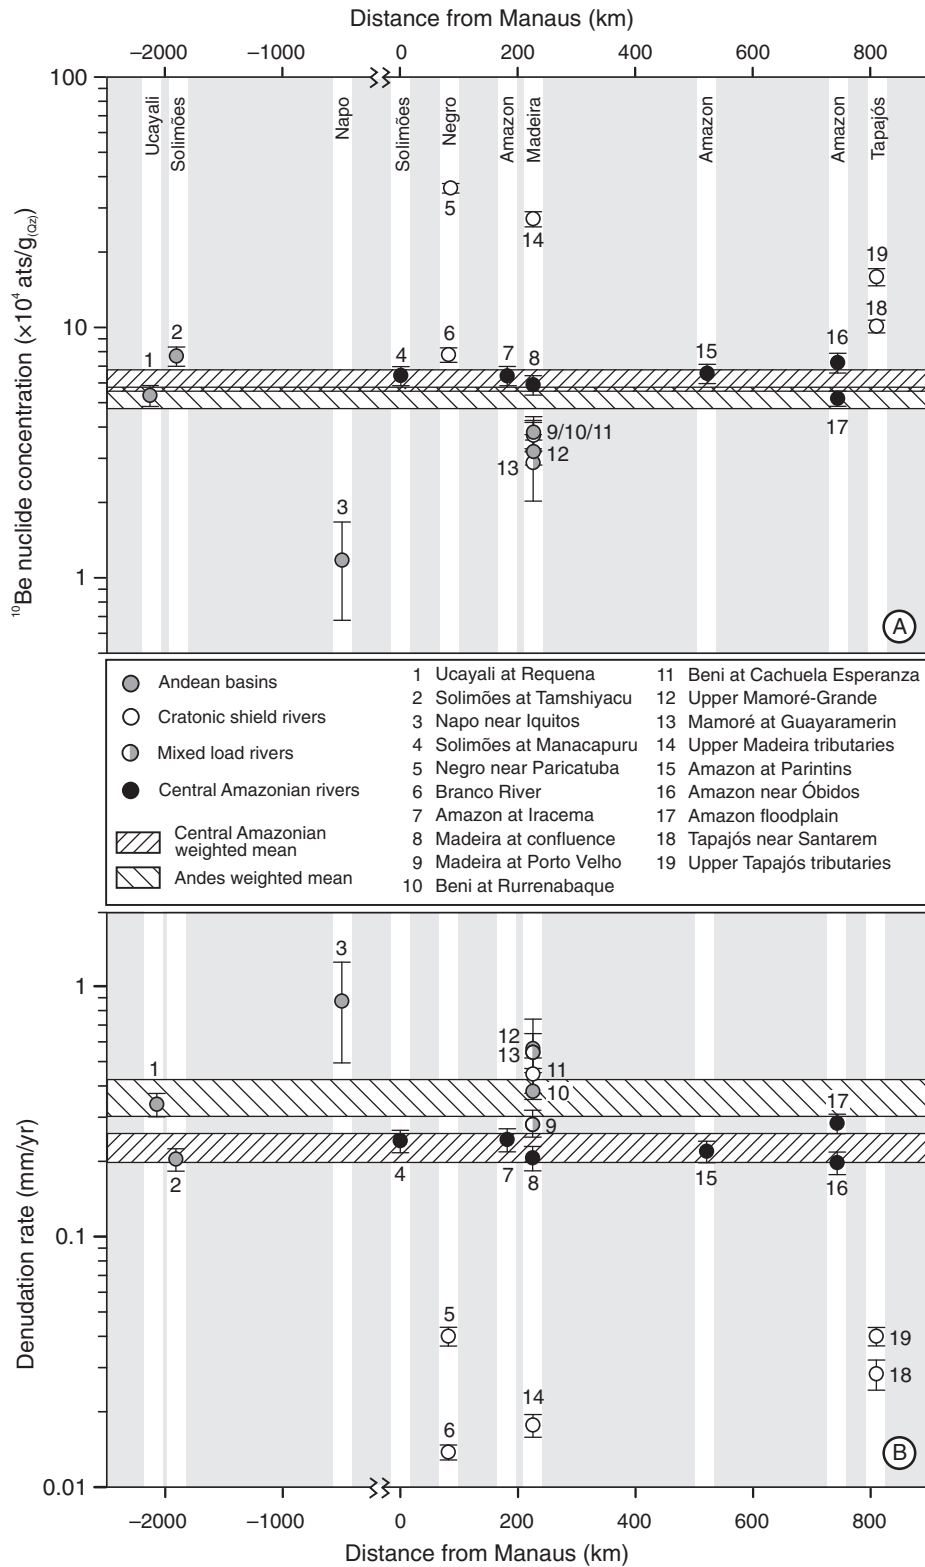 Distance from Manaus (km)
–2000 –1000 0 200 400 600 800
Ucayali
Solimões
Napo
Solimões
Negro
Amazon
Madeira
Amazon
Amazon
Tapajós
¹⁰Be nuclide concentration (×10⁴ ats/g(Qz))
100
10
1
1
2
3
4
5
6
7
8
14
9/10/11
12
13
15
16
17
19
18
A
Andean basins
Cratonic shield rivers
Mixed load rivers
Central Amazonian rivers
Central Amazonian
weighted mean
Andes weighted mean
1 Ucayali at Requena
2 Solimões at Tamshiyacu
3 Napo near Iquitos
4 Solimões at Manacapuru
5 Negro near Paricatuba
6 Branco River
7 Amazon at Iracema
8 Madeira at confluence
9 Madeira at Porto Velho
10 Beni at Rurrenabaque
11 Beni at Cachuela Esperanza
12 Upper Mamoré-Grande
13 Mamoré at Guayaramerin
14 Upper Madeira tributaries
15 Amazon at Parintins
16 Amazon near Óbidos
17 Amazon floodplain
18 Tapajós near Santarem
19 Upper Tapajós tributaries
Denudation rate (mm/yr)
1
0.1
0.01
1
2
3
4
5
6
7
8
12
13
11
10
9
14
15
17
16
19
18
B
–2000 –1000 0 200 400 600 800
Distance from Manaus (km)